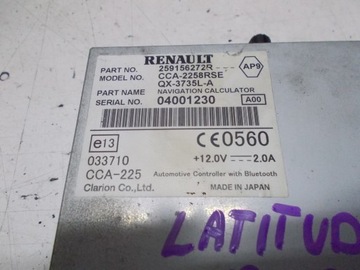 RENAULT
PART NO. 259156272R
MODEL NO. CCA-2258RSE
QX-3735L-A
AP9
PART NAME NAVIGATION CALCULATOR
SERIAL NO. 04001230 A00
e13
CE0560
033710
+12.0V 2.0A
CCA-225 Automotive Controller with Bluetooth
Clarion Co.,Ltd. MADE IN JAPAN
LATITUD